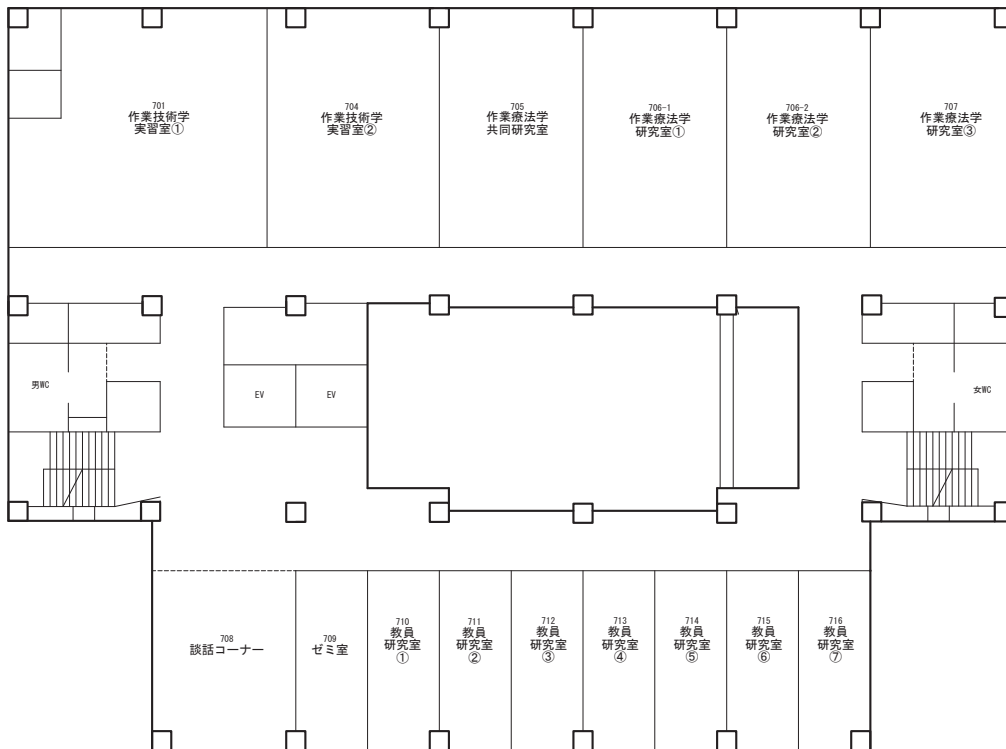 701
作業技術学
実習室①
704
作業技術学
実習室②
705
作業療法学
共同研究室
706-1
作業療法学
研究室①
706-2
作業療法学
研究室②
707
作業療法学
研究室③
男WC
EV
EV
女WC
708
談話コーナー
709
ゼミ室
710
教員
研究室
①
711
教員
研究室
②
712
教員
研究室
③
713
教員
研究室
④
714
教員
研究室
⑤
715
教員
研究室
⑥
716
教員
研究室
⑦